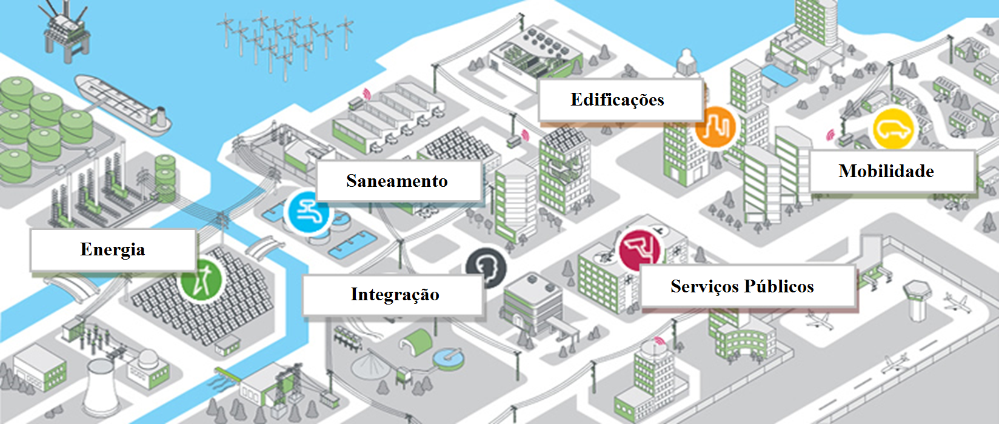 Edificações
Mobilidade
Saneamento
Energia
Integração
Serviços Públicos